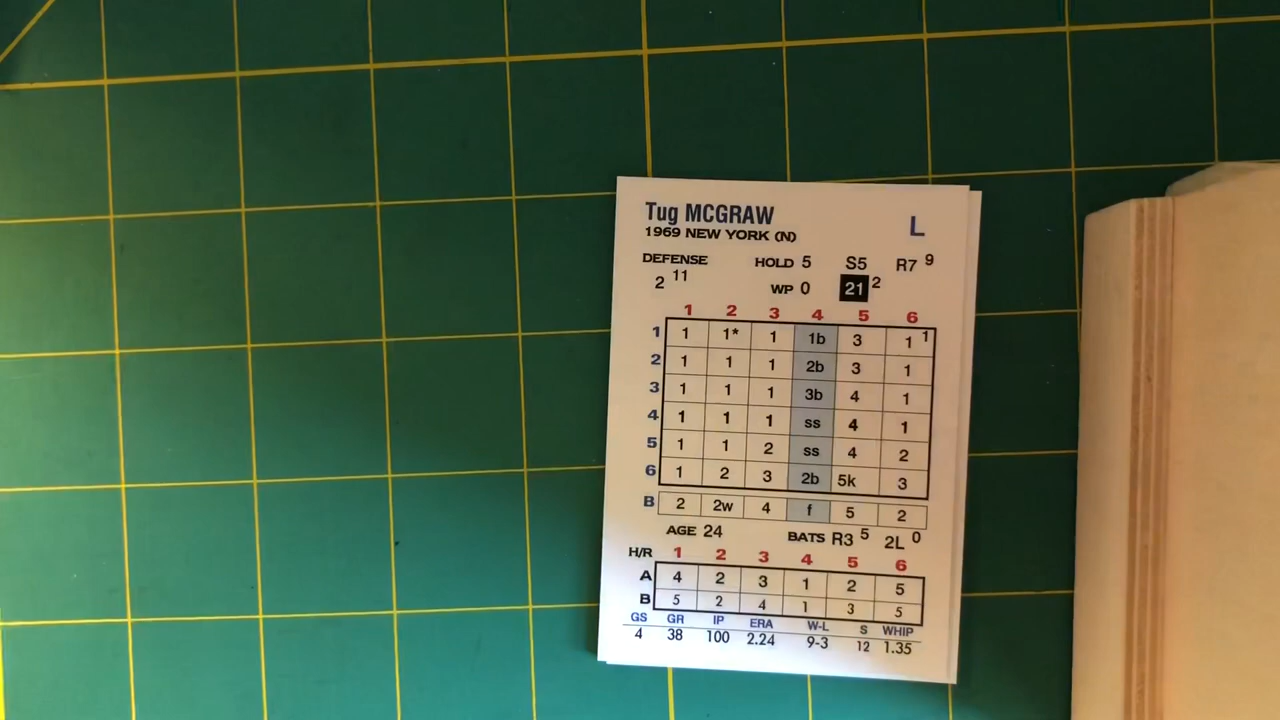 Tug MCGRAW L
1969 NEW YORK (N)
DEFENSE HOLD 5 S5 R7 9
2 11 WP 0 21 2
1 2 3 4 5 6
1 1 1* 1 1b 3 1 1
2 1 1 1 2b 3 1
3 1 1 1 3b 4 1
4 1 1 1 ss 4 1
5 1 1 2 ss 4 2
6 1 2 3 2b 5k 3
B 2 2w 4 f 5 2
AGE 24 BATS R3 5 2L 0
H/R 1 2 3 4 5 6
A 4 2 3 1 2 5
B 5 2 4 1 3 5
GS GR IP ERA W-L S WHIP
4 38 100 2.24 9-3 12 1.35